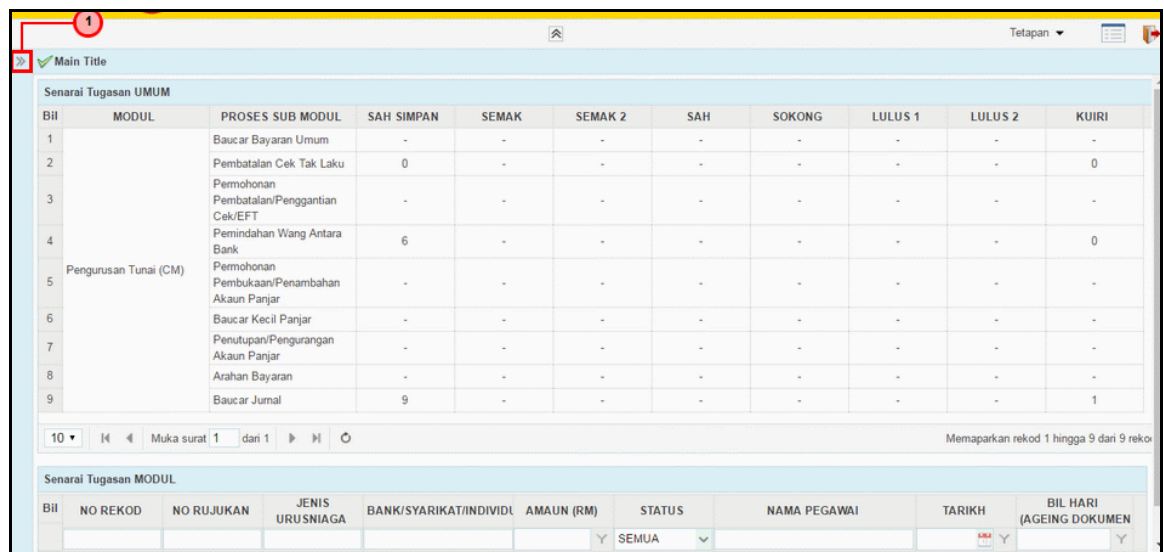 1
Tetapan
Main Title
Senarai Tugasan UMUM
Bil MODUL PROSES SUB MODUL SAH SIMPAN SEMAK SEMAK 2 SAH SOKONG LULUS 1 LULUS 2 KUIRI
Pengurusan Tunai (CM)
1 Baucar Bayaran Umum - - - - - - - -
2 Pembatalan Cek Tak Laku 0 - - - - - - 0
Permohonan
3 Pembatalan/Penggantian - - - - - - - -
Cek/EFT
4 Pemindahan Wang Antara 6 - - - - - - 0
Bank
Permohonan
5 Pembukaan/Penambahan - - - - - - - -
Akaun Panjar
6 Baucar Kecil Panjar - - - - - - - -
7 Penutupan/Pengurangan - - - - - - - -
Akaun Panjar
8 Arahan Bayaran - - - - - - - -
9 Baucar Jurnal 9 - - - - - - 1
10 Muka surat 1 dari 1 Memaparkan rekod 1 hingga 9 dari 9 reko
Senarai Tugasan MODUL
Bil NO REKOD NO RUJUKAN JENIS URUSNIAGA BANK/SYARIKAT/INDIVIDU AMAUN (RM) STATUS NAMA PEGAWAI TARIKH BIL HARI (AGEING DOKUMEN
SEMUA